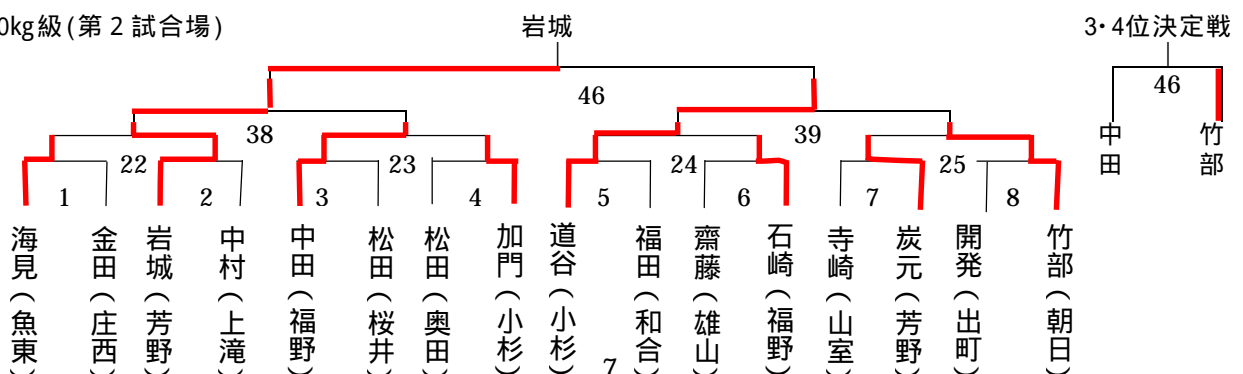 0kg級(第2試合場)
岩城
3・4位決定戦
46
46
38
39
中田
竹部
22
23
24
25
1
2
3
4
5
6
7
8
海見(魚東)
金田(庄西)
岩城(芳野)
中村(上滝)
中田(福野)
松田(桜井)
松田(奥田)
加門(小杉)
道谷(小杉)
福田(和合)
齋藤(雄山)
石崎(福野)
寺崎(山室)
炭元(芳野)
開発(出町)
竹部(朝日)
7